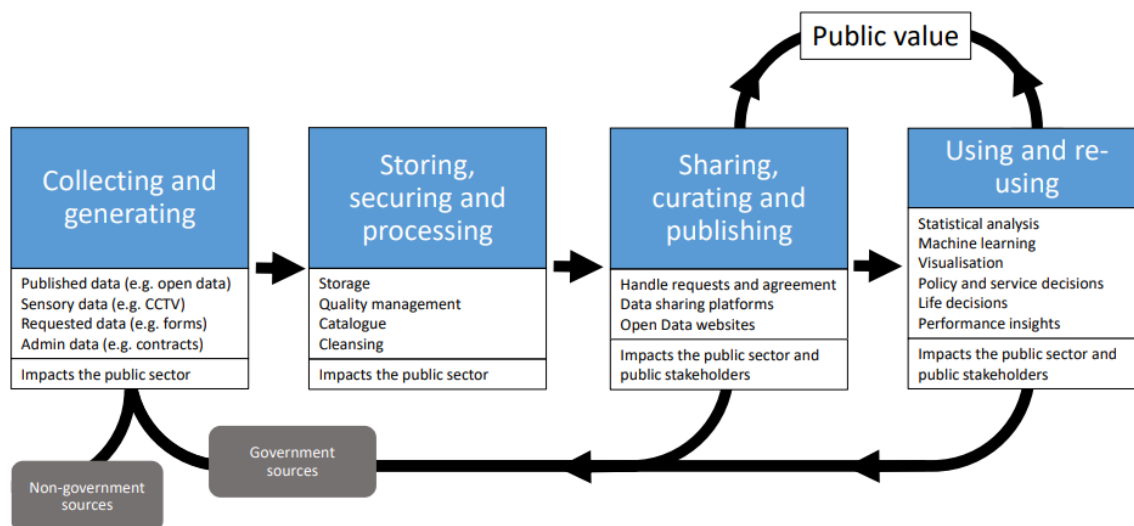 Public value
Collecting and
generating
Published data (e.g. open data)
Sensory data (e.g. CCTV)
Requested data (e.g. forms)
Admin data (e.g. contracts)
Impacts the public sector
Storing,
securing and
processing
Storage
Quality management
Catalogue
Cleansing
Impacts the public sector
Sharing,
curating and
publishing
Handle requests and agreement
Data sharing platforms
Open Data websites
Impacts the public sector and
public stakeholders
Using and re-
using
Statistical analysis
Machine learning
Visualisation
Policy and service decisions
Life decisions
Performance insights
Impacts the public sector and
public stakeholders
Government
sources
Non-government
sources